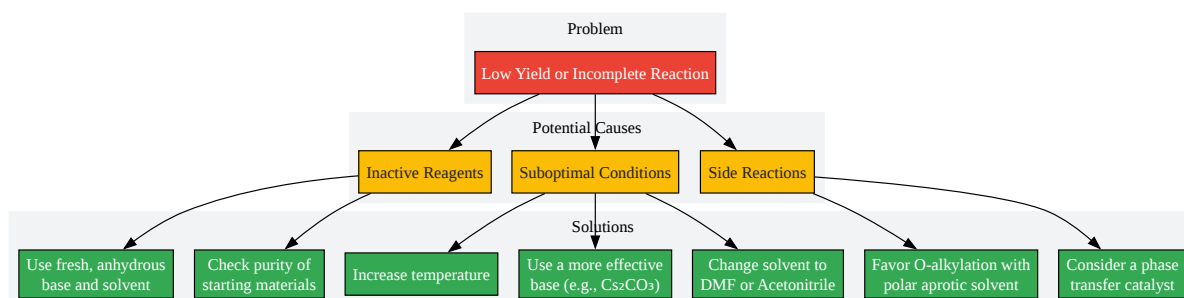 Problem
Low Yield or Incomplete Reaction
Potential Causes
Inactive Reagents
Suboptimal Conditions
Side Reactions
Solutions
Use fresh, anhydrous
base and solvent
Check purity of
starting materials
Increase temperature
Use a more effective
base (e.g., Cs₂CO₃)
Change solvent to
DMF or Acetonitrile
Favor O-alkylation with
polar aprotic solvent
Consider a phase
transfer catalyst